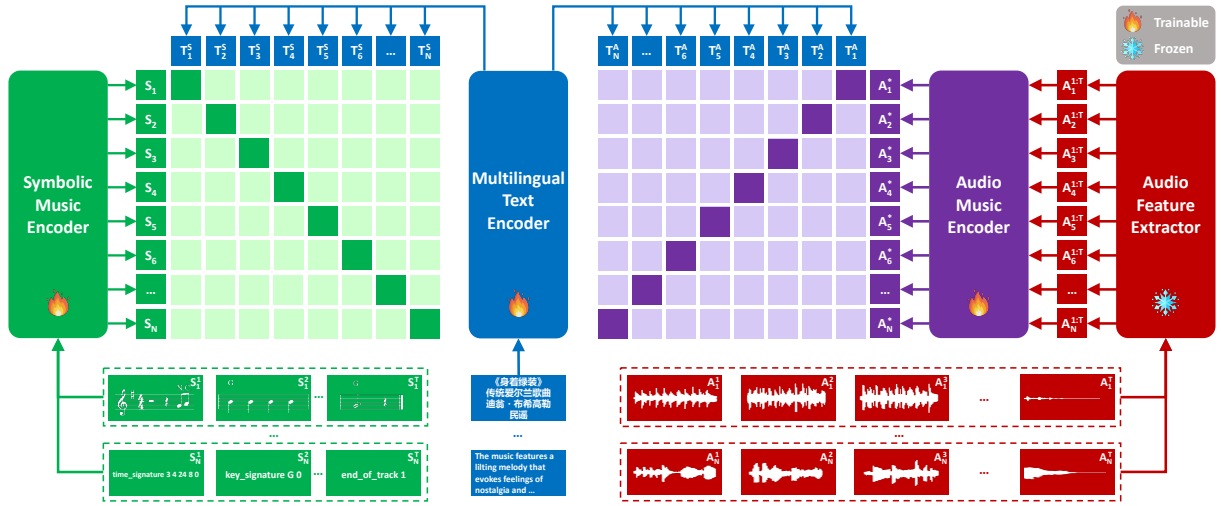 T₁ˢ T₂ˢ T₃ˢ T₄ˢ T₅ˢ T₆ˢ ... T_Nˢ
T_Nᴬ ... T₆ᴬ T₅ᴬ T₄ᴬ T₃ᴬ T₂ᴬ T₁ᴬ
Trainable
Frozen
Symbolic
Music
Encoder
S₁
S₂
S₃
S₄
S₅
S₆
...
S_N
Multilingual
Text
Encoder
A₁*
A₂*
A₃*
A₄*
A₅*
A₆*
...
A_N*
Audio
Music
Encoder
A₁^1:T
A₂^1:T
A₃^1:T
A₄^1:T
A₅^1:T
A₆^1:T
...
A_N^1:T
Audio
Feature
Extractor
S₁¹ S₁² ... S₁ᵀ
G G
...
S_N¹ S_N² ... S_Nᵀ
time_signature 3 4 24 8 0
key_signature G 0
end_of_track 1
《身着绿装》
传统爱尔兰歌曲
迪翁・布希高勒
民谣
...
The music features a
lilting melody that
evokes feelings of
nostalgia and ...
A₁¹ A₁² A₁³ ... A₁ᵀ
...
A_N¹ A_N² A_N³ ... A_Nᵀ